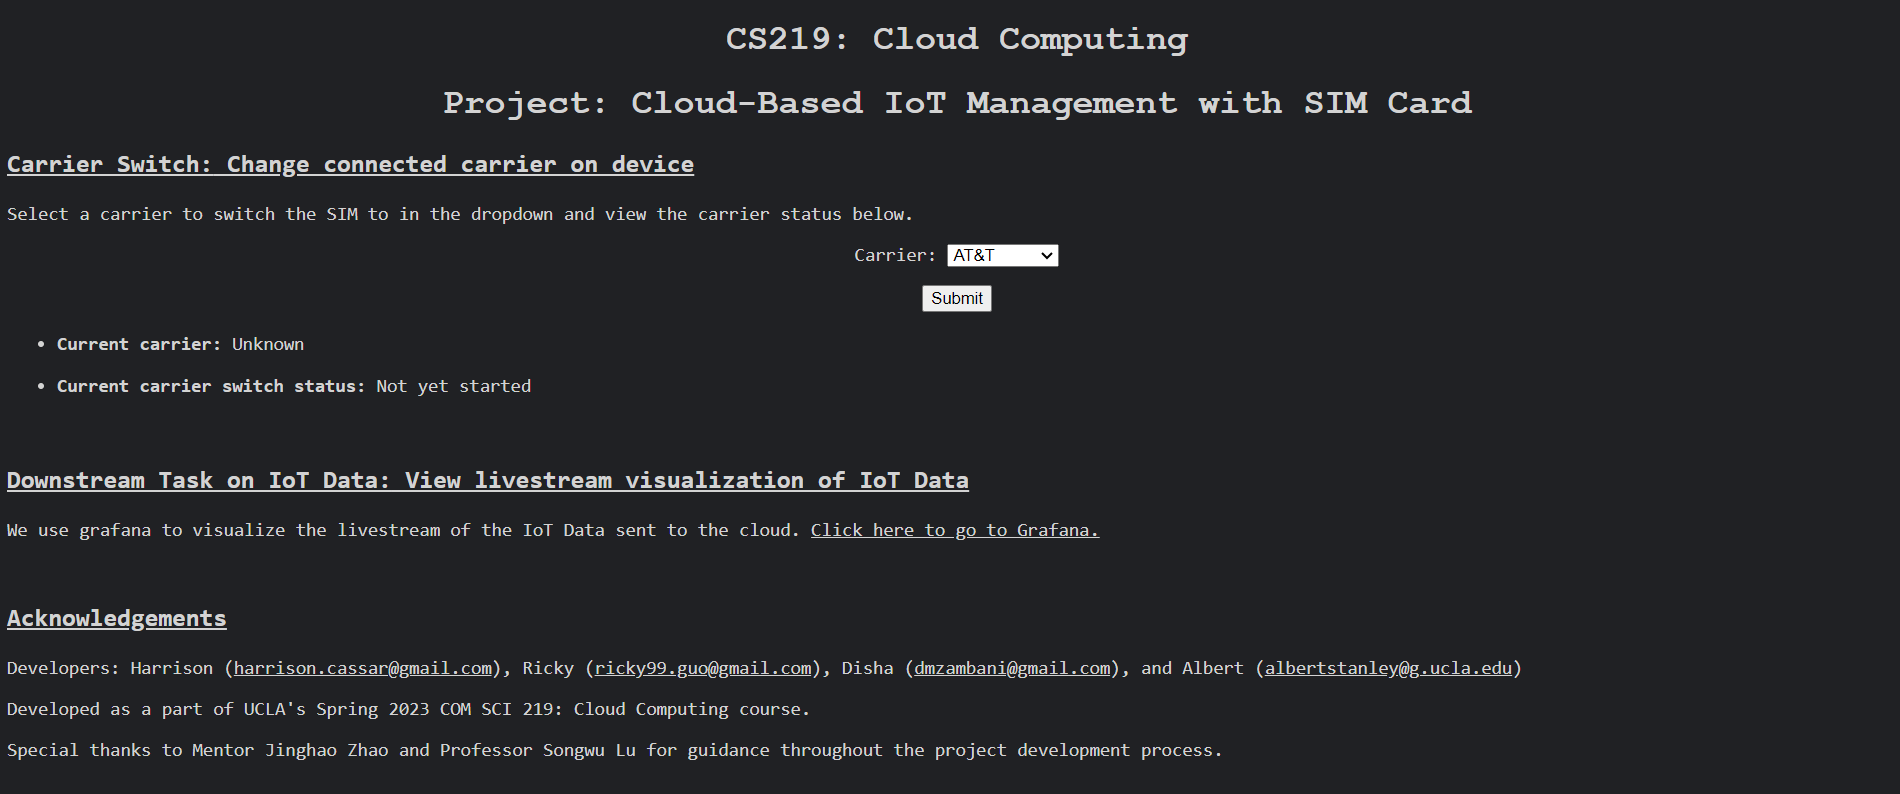 CS219: Cloud Computing
Project: Cloud-Based IoT Management with SIM Card
Carrier Switch: Change connected carrier on device
Select a carrier to switch the SIM to in the dropdown and view the carrier status below.
Carrier: AT&T
Submit
• Current carrier: Unknown
• Current carrier switch status: Not yet started
Downstream Task on IoT Data: View livestream visualization of IoT Data
We use grafana to visualize the livestream of the IoT Data sent to the cloud. Click here to go to Grafana.
Acknowledgements
Developers: Harrison (harrison.cassar@gmail.com), Ricky (ricky99.guo@gmail.com), Disha (dmzambani@gmail.com), and Albert (albertstanley@g.ucla.edu)
Developed as a part of UCLA's Spring 2023 COM SCI 219: Cloud Computing course.
Special thanks to Mentor Jinghao Zhao and Professor Songwu Lu for guidance throughout the project development process.